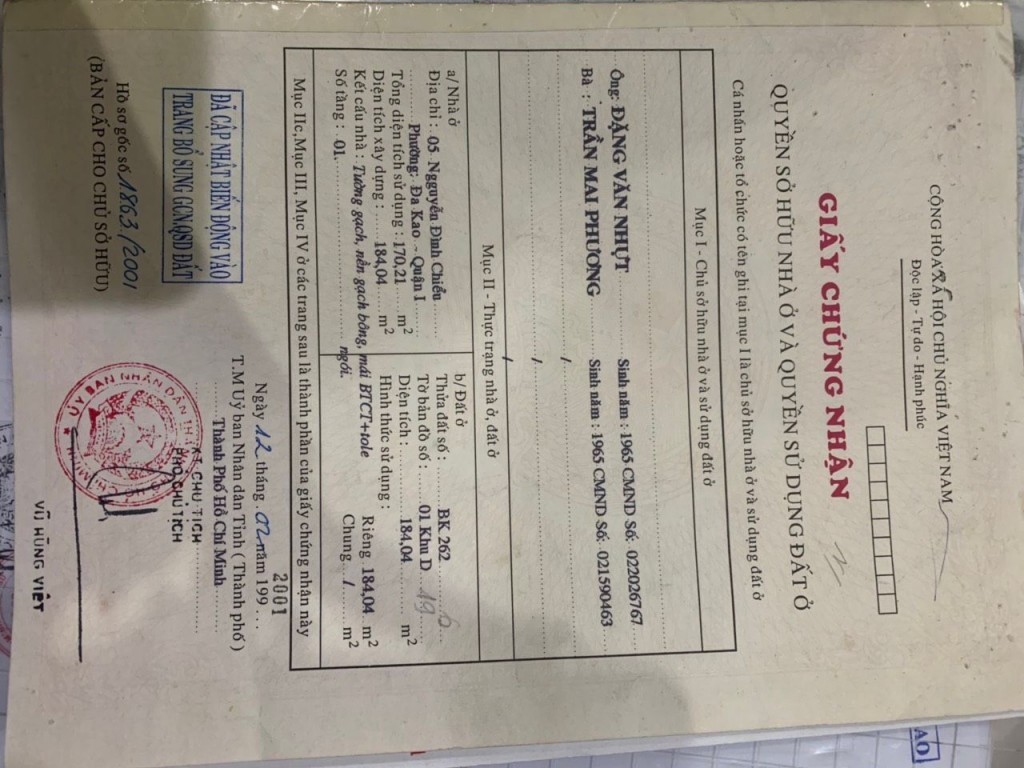 CỘNG HÒA XÃ HỘI CHỦ NGHĨA VIỆT NAM
Độc lập - Tự do - Hạnh phúc
GIẤY CHỨNG NHẬN
QUYỀN SỞ HỮU NHÀ Ở VÀ QUYỀN SỬ DỤNG ĐẤT Ở
Cá nhân hoặc tổ chức có tên ghi tại mục I là chủ sở hữu nhà ở và sử dụng đất ở
Mục I - Chủ sở hữu nhà ở và sử dụng đất ở
Ông: ĐẶNG VĂN NHỰT Sinh năm : 1965 CMND Số: 022026767
Bà : TRẦN MAI PHƯƠNG Sinh năm : 1965 CMND Số: 021590463
/
/
/
Mục II - Thực trạng nhà ở, đất ở
a/ Nhà ở
Địa chỉ : 05 Ngguyễn Đình Chiểu
Phường: Đa Kao - Quận I
Tổng diện tích sử dụng : 170,21 m2
Diện tích xây dựng : 184,04 m2
Kết cấu nhà : Tường gạch, nền gạch bông, mái BTCT+tole
ngói.
Số tầng : 01
b/ Đất ở
Thửa đất số : BK 262
Tờ bản đồ số : 01 Khu D
196
Diện tích : 184,04 m2
Hình thức sử dụng :
Riêng 184,04 m2
Chung / m2
Mục IIc, Mục III, Mục IV ở các trang sau là thành phần của giấy chứng nhận này
2001
Ngày 12 tháng 02 năm 199
T.M Uỷ ban Nhân dân Tỉnh ( Thành phố )
Thành Phố Hồ Chí Minh
KT. CHỦ TỊCH
PHÓ CHỦ TỊCH
ỦY BAN NHÂN DÂN
VŨ HÙNG VIỆT
ĐÃ CẬP NHẬT BIẾN ĐỘNG VÀO
TRANG BỔ SUNG GCNQSD ĐẤT
Hồ sơ gốc số 1863/2001
(BẢN CẤP CHO CHỦ SỞ HỮU)
AO